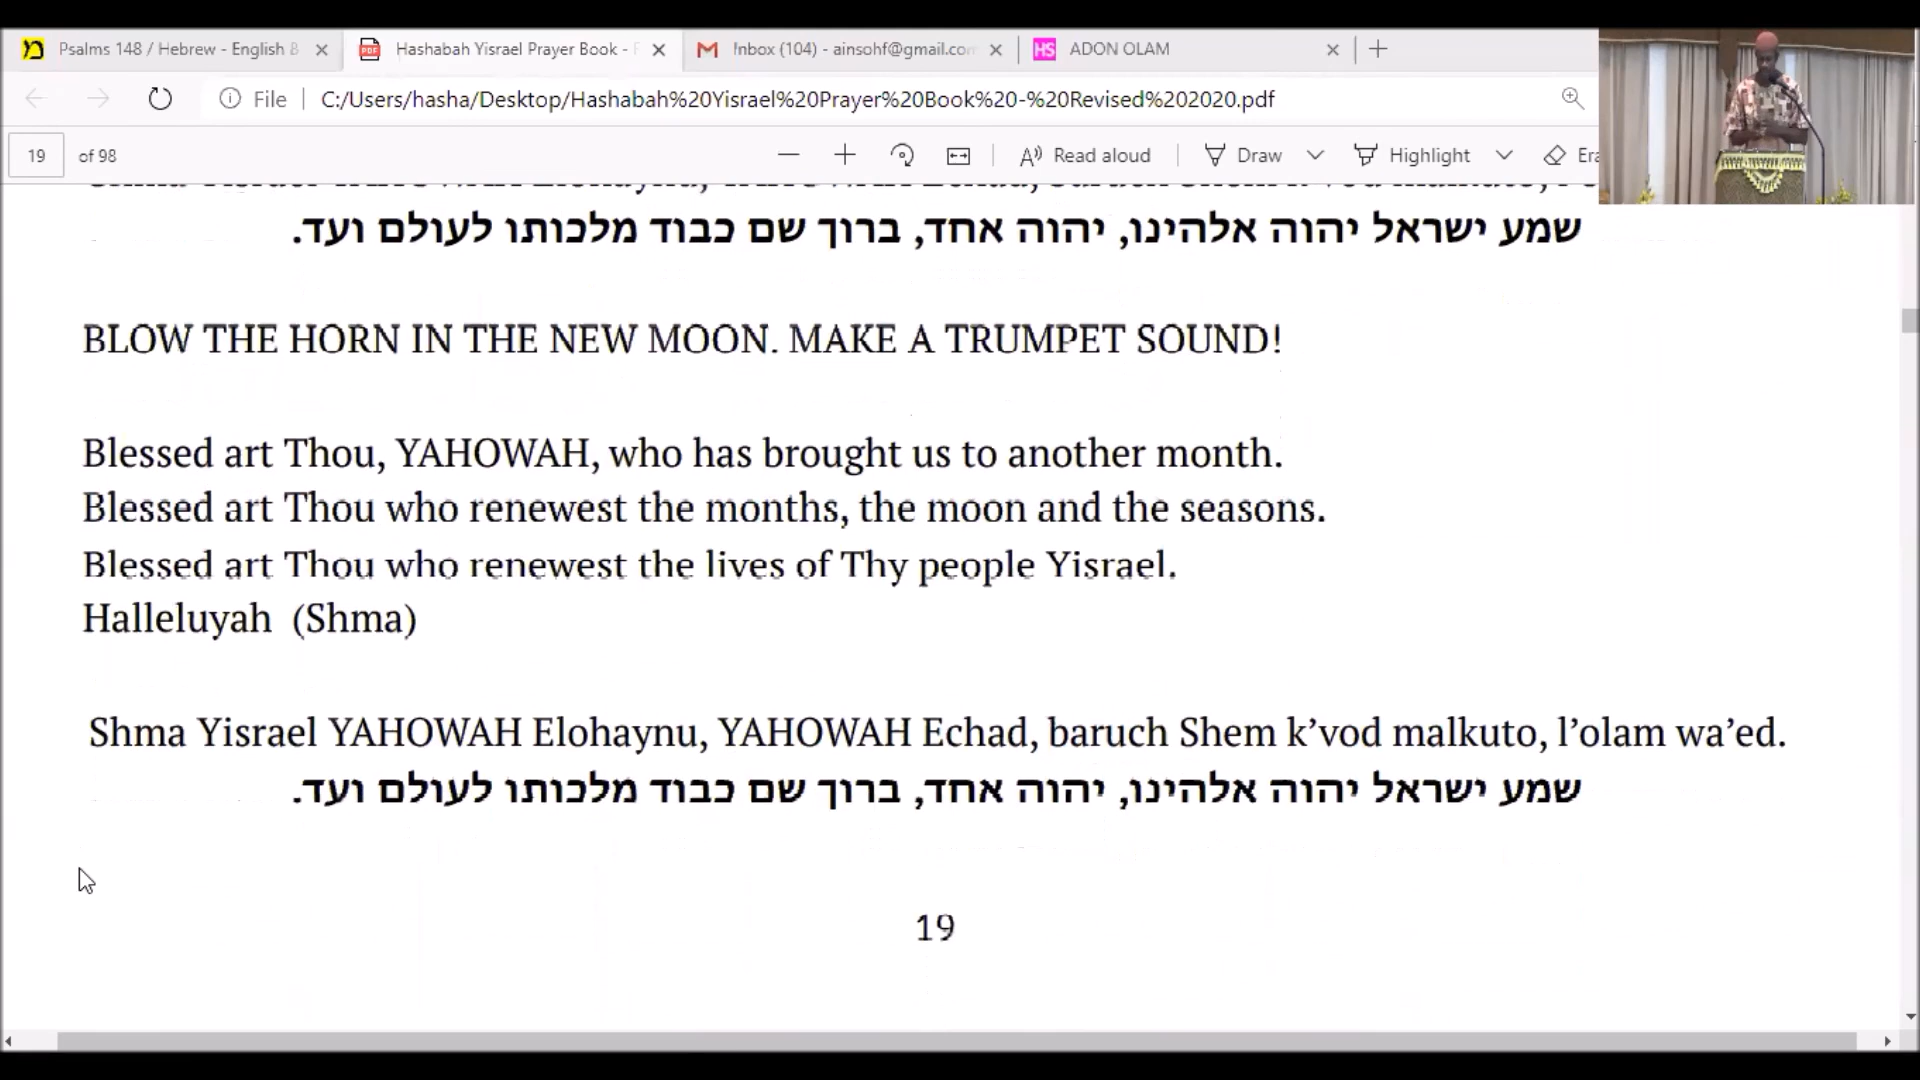 Psalms 148 / Hebrew - English &
Hashabah Yisrael Prayer Book -
Inbox (104) - ainsohf@gmail.com
HS
ADON OLAM
File
C:/Users/hasha/Desktop/Hashabah%20Yisrael%20Prayer%20Book%20-%20Revised%202020.pdf
19 of 98
Read aloud
Draw
Highlight
Era
שמע ישראל יהוה אלהינו, יהוה אחד, ברוך שם כבוד מלכותו לעולם ועד.
BLOW THE HORN IN THE NEW MOON. MAKE A TRUMPET SOUND!
Blessed art Thou, YAHOWAH, who has brought us to another month.
Blessed art Thou who renewest the months, the moon and the seasons.
Blessed art Thou who renewest the lives of Thy people Yisrael.
Halleluyah (Shma)
Shma Yisrael YAHOWAH Elohaynu, YAHOWAH Echad, baruch Shem k’vod malkuto, l’olam wa’ed.
שמע ישראל יהוה אלהינו, יהוה אחד, ברוך שם כבוד מלכותו לעולם ועד.
19